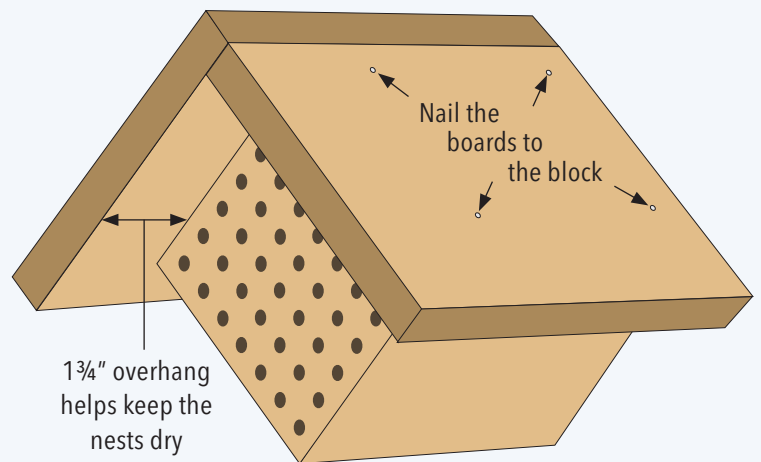 Nail the
boards to
the block
1¾" overhang
helps keep the
nests dry